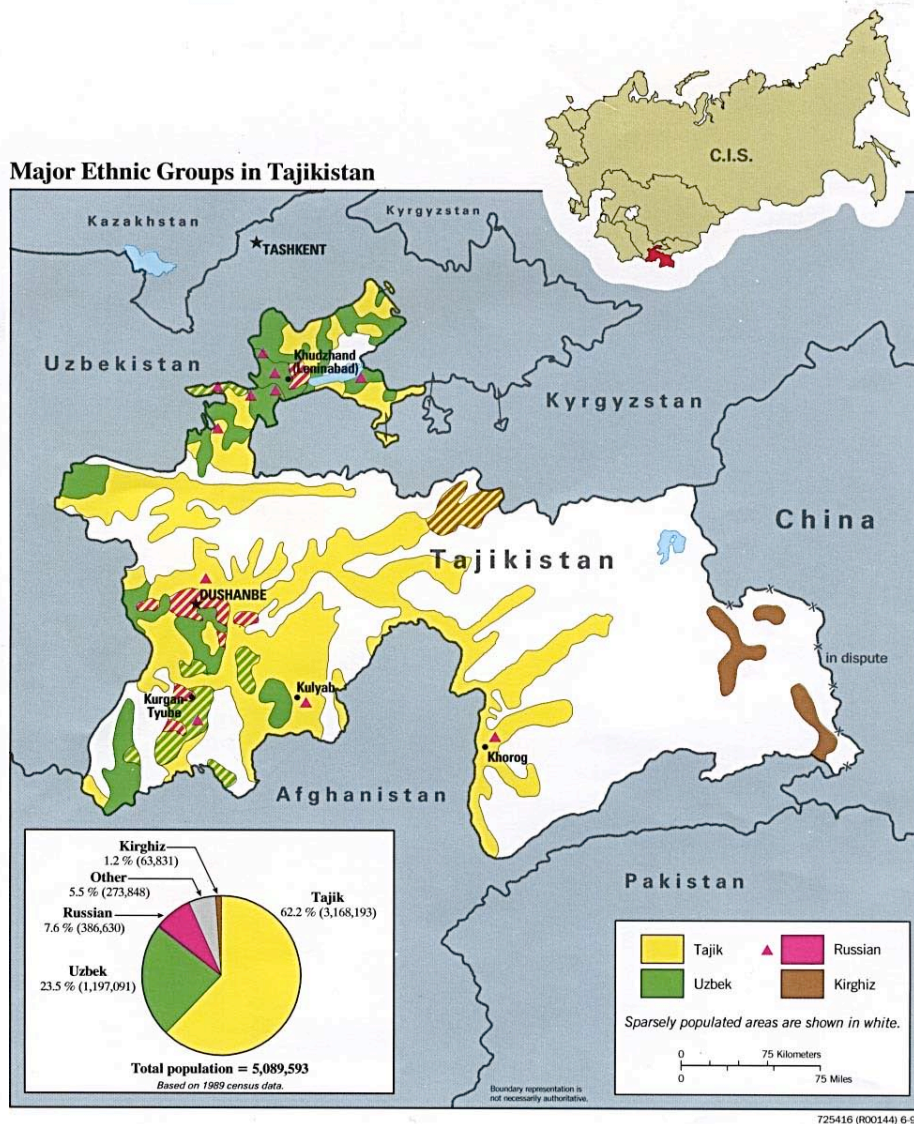 C.I.S.
Major Ethnic Groups in Tajikistan
Kazakhstan
Kyrgyzstan
TASHKENT
Uzbekistan
Khudzhand
(Leninabad)
Kyrgyzstan
China
Tajikistan
DUSHANBE
in dispute
Kurgan-
Tyube
Kulyab
Khorog
Afghanistan
Pakistan
Kirghiz
1.2 % (63,831)
Other
5.5 % (273,848)
Russian
7.6 % (386,630)
Uzbek
23.5 % (1,197,091)
Tajik
62.2 % (3,168,193)
Total population = 5,089,593
Based on 1989 census data.
Tajik
Russian
Uzbek
Kirghiz
Sparsely populated areas are shown in white.
0 75 Kilometers
0 75 Miles
Boundary representation is
not necessarily authoritative.
725416 (R00144) 6-9